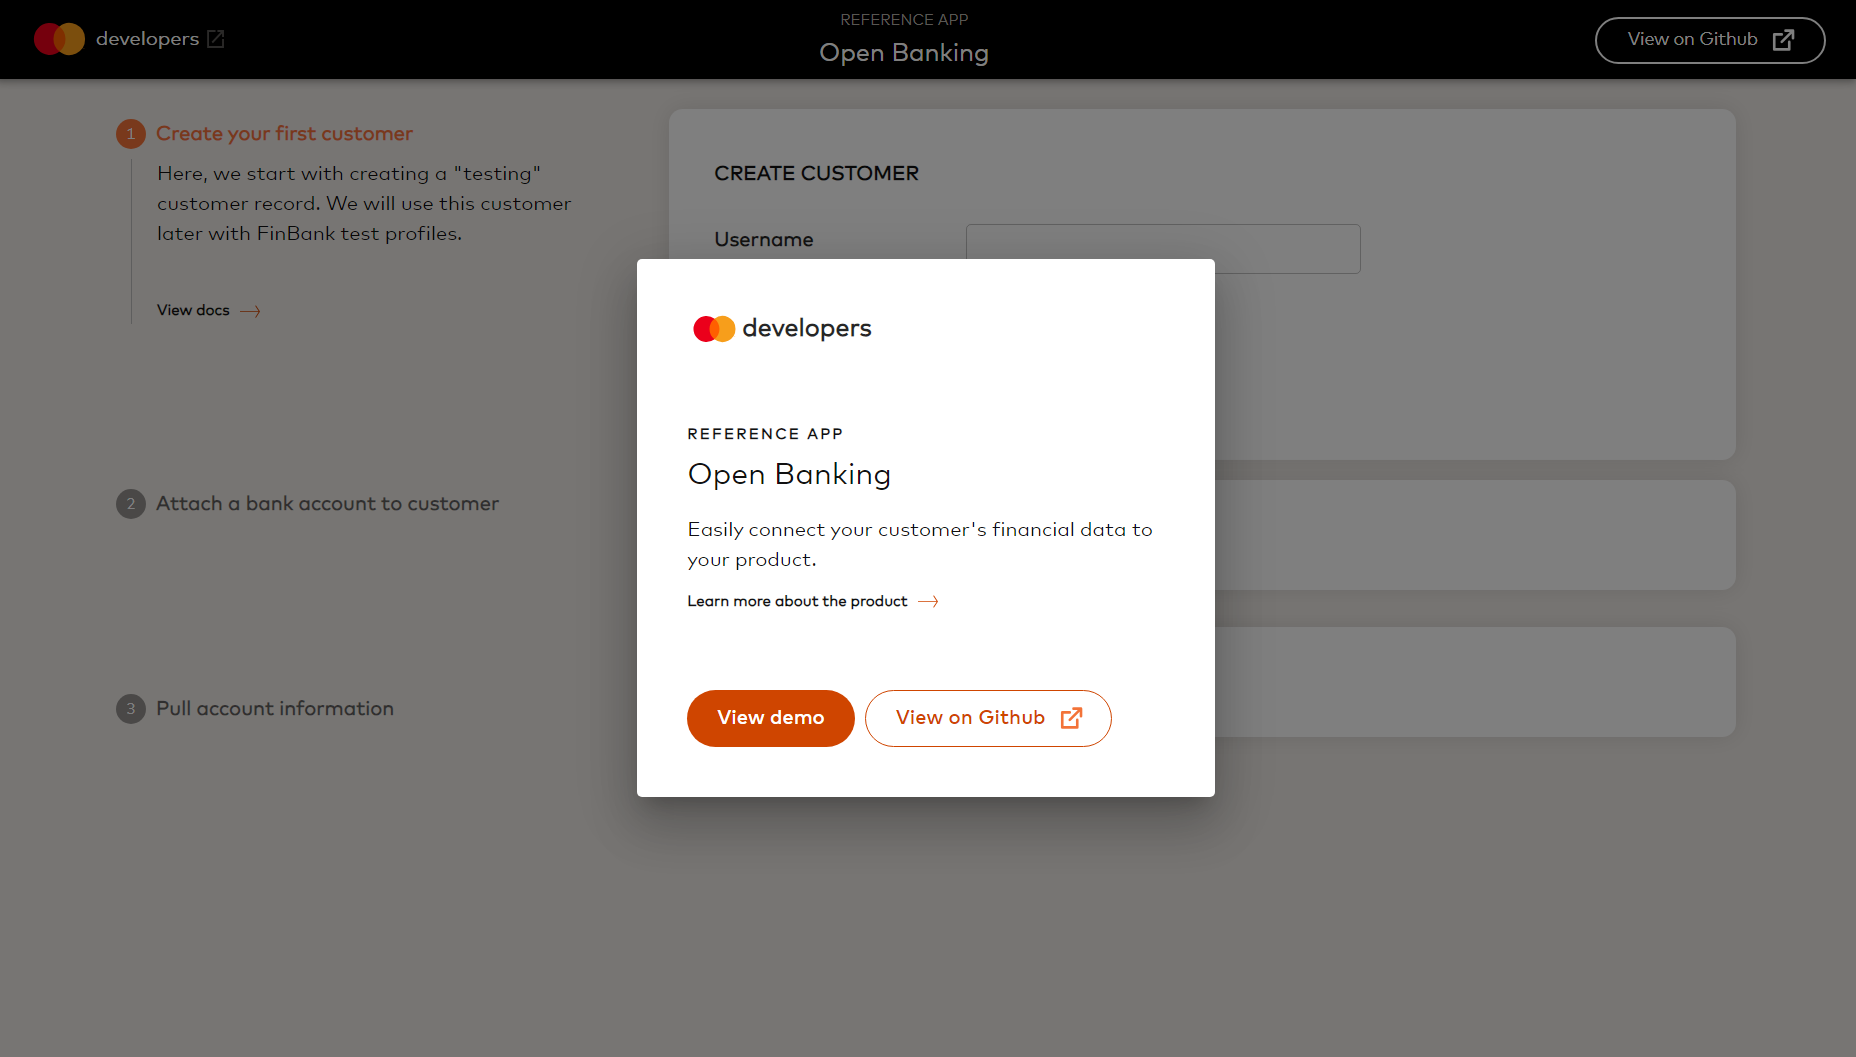 developers
REFERENCE APP
Open Banking
View on Github
1 Create your first customer
Here, we start with creating a "testing"
customer record. We will use this customer
later with FinBank test profiles.
View docs
2 Attach a bank account to customer
3 Pull account information
CREATE CUSTOMER
Username
developers
REFERENCE APP
Open Banking
Easily connect your customer's financial data to
your product.
Learn more about the product
View demo
View on Github